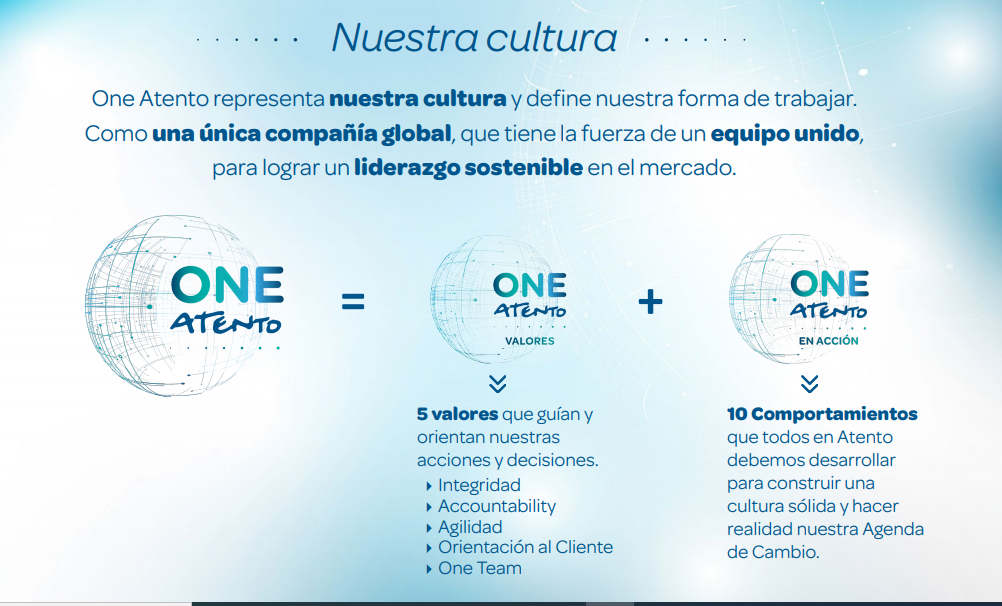 Nuestra cultura
One Atento representa nuestra cultura y define nuestra forma de trabajar.
Como una única compañía global, que tiene la fuerza de un equipo unido,
para lograr un liderazgo sostenible en el mercado.
ONE
ATENTO
=
ONE
ATENTO
VALORES
+
ONE
ATENTO
EN ACCIÓN
5 valores que guían y
orientan nuestras
acciones y decisiones.
Integridad
Accountability
Agilidad
Orientación al Cliente
One Team
10 Comportamientos
que todos en Atento
debemos desarrollar
para construir una
cultura sólida y hacer
realidad nuestra Agenda
de Cambio.